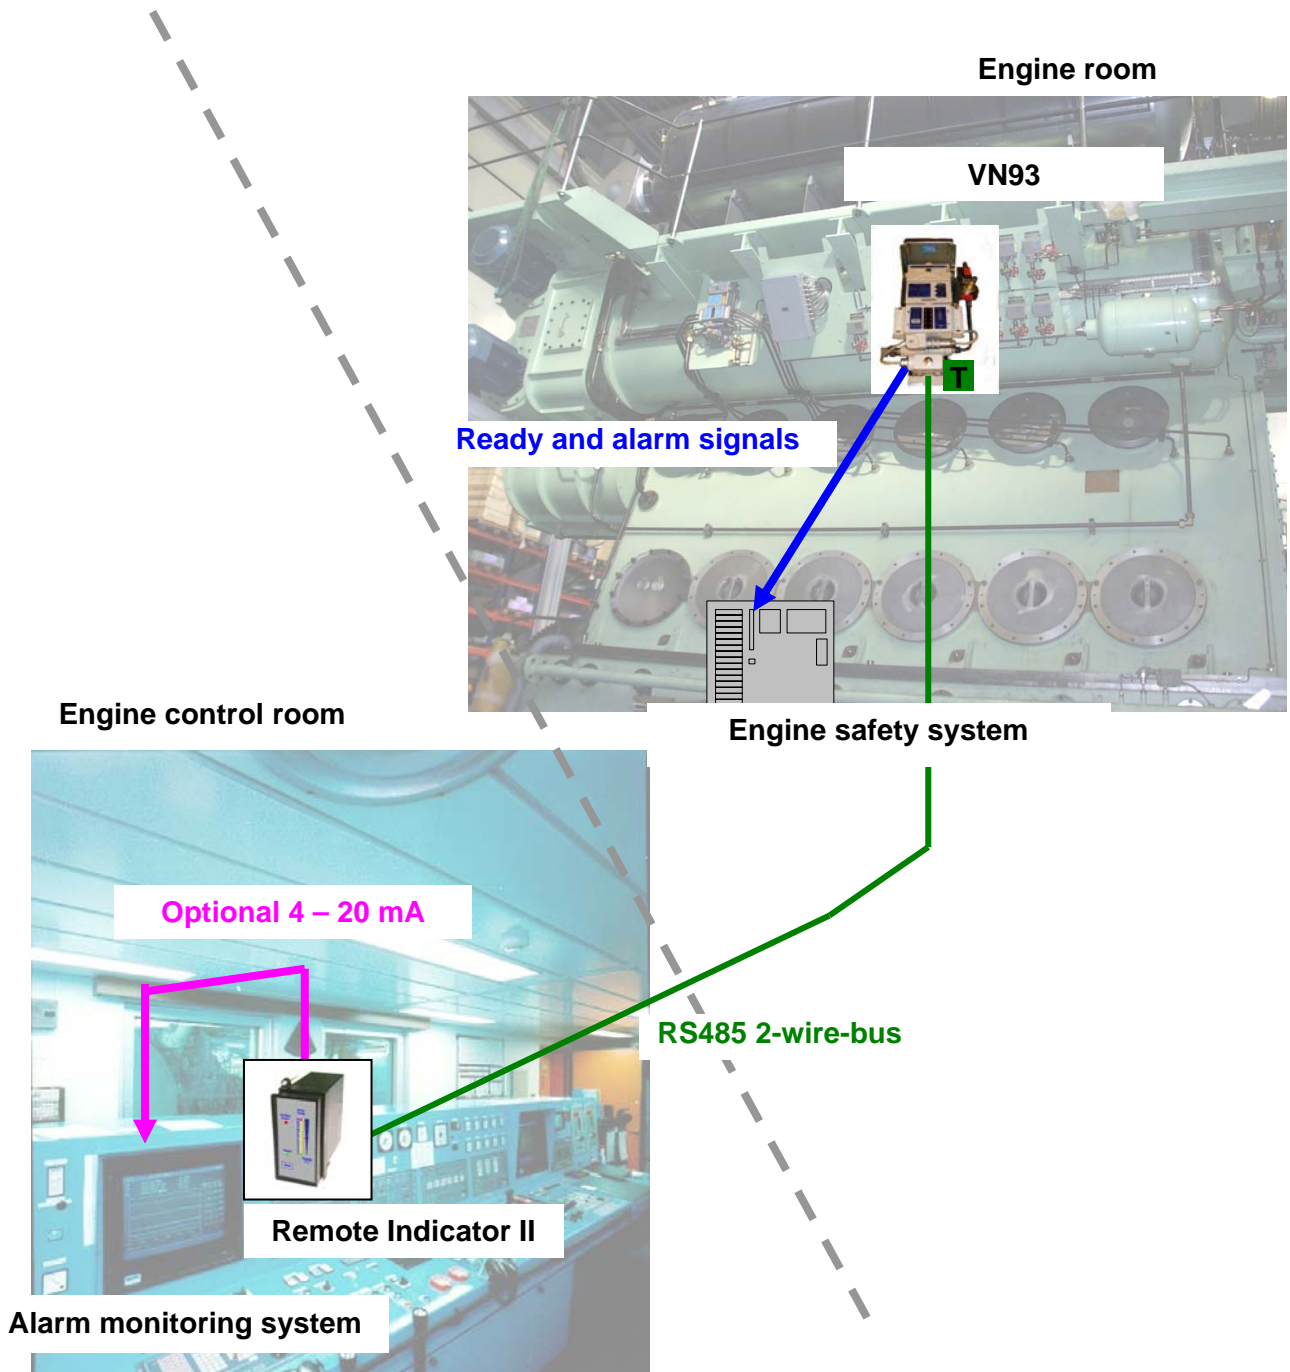 Engine room
VN93
T
Ready and alarm signals
Engine control room
Engine safety system
Optional 4 – 20 mA
RS485 2-wire-bus
Remote Indicator II
Alarm monitoring system